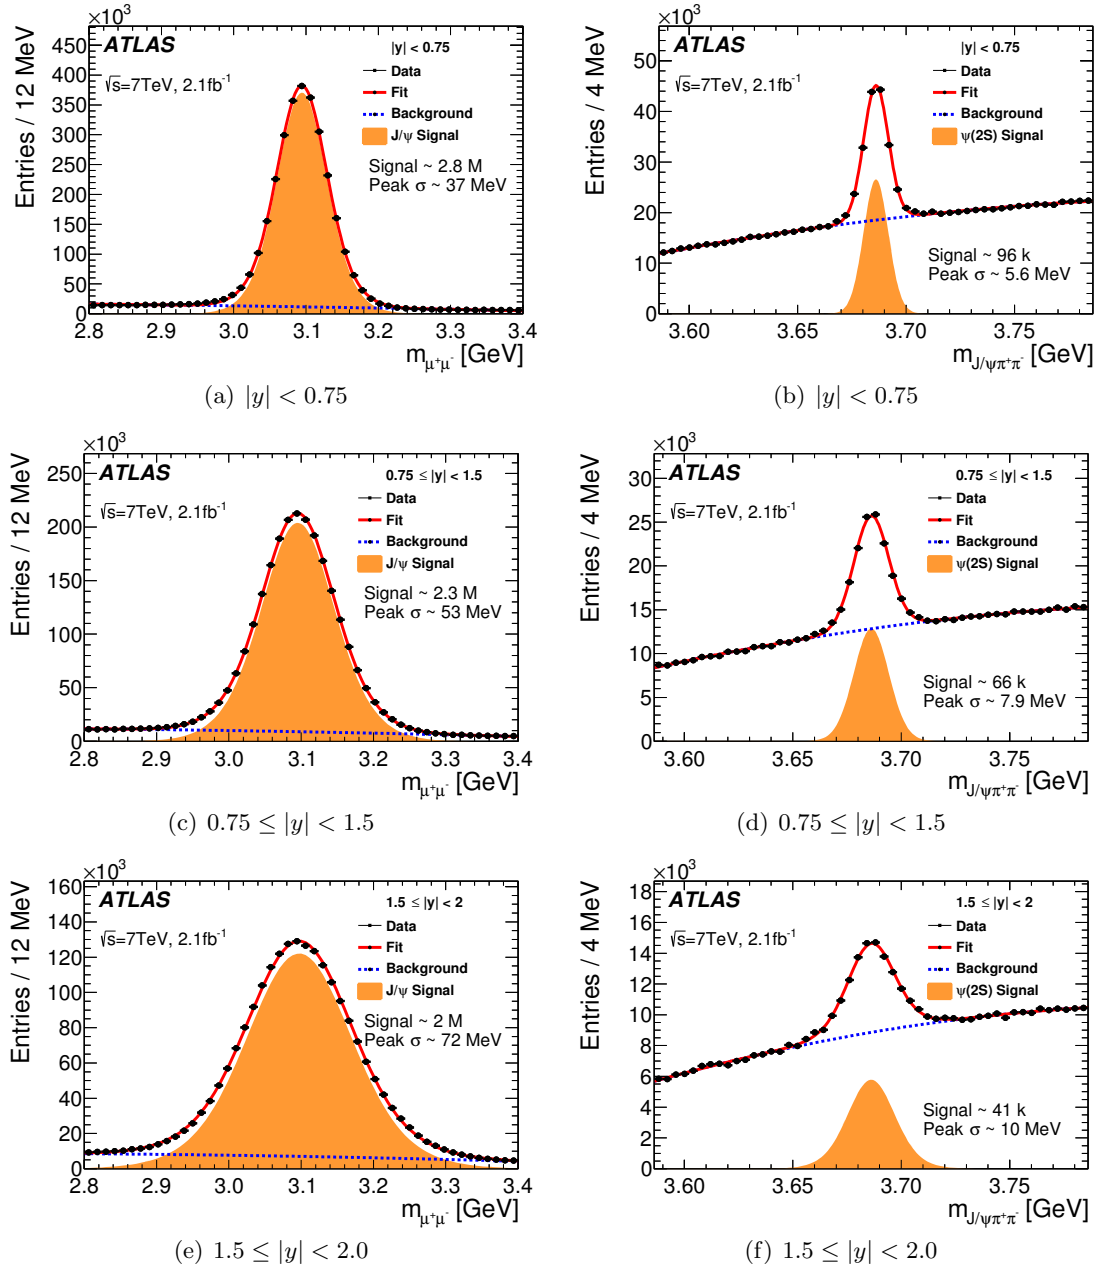 ×10³
Entries / 12 MeV
450
400
350
300
250
200
150
100
50
0
ATLAS
√s=7TeV, 2.1fb⁻¹
|y| < 0.75
Data
Fit
Background
J/ψ Signal
Signal ~ 2.8 M
Peak σ ~ 37 MeV
2.8 2.9 3.0 3.1 3.2 3.3 3.4
m_μ⁺μ⁻ [GeV]
(a) |y| < 0.75
×10³
Entries / 4 MeV
50
40
30
20
10
0
ATLAS
√s=7TeV, 2.1fb⁻¹
|y| < 0.75
Data
Fit
Background
ψ(2S) Signal
Signal ~ 96 k
Peak σ ~ 5.6 MeV
3.60 3.65 3.70 3.75
m_J/ψπ⁺π⁻ [GeV]
(b) |y| < 0.75
×10³
Entries / 12 MeV
250
200
150
100
50
0
ATLAS
√s=7TeV, 2.1fb⁻¹
0.75 ≤ |y| < 1.5
Data
Fit
Background
J/ψ Signal
Signal ~ 2.3 M
Peak σ ~ 53 MeV
2.8 2.9 3.0 3.1 3.2 3.3 3.4
m_μ⁺μ⁻ [GeV]
(c) 0.75 ≤ |y| < 1.5
×10³
Entries / 4 MeV
30
25
20
15
10
5
0
ATLAS
√s=7TeV, 2.1fb⁻¹
0.75 ≤ |y| < 1.5
Data
Fit
Background
ψ(2S) Signal
Signal ~ 66 k
Peak σ ~ 7.9 MeV
3.60 3.65 3.70 3.75
m_J/ψπ⁺π⁻ [GeV]
(d) 0.75 ≤ |y| < 1.5
×10³
Entries / 12 MeV
160
140
120
100
80
60
40
20
0
ATLAS
√s=7TeV, 2.1fb⁻¹
1.5 ≤ |y| < 2
Data
Fit
Background
J/ψ Signal
Signal ~ 2 M
Peak σ ~ 72 MeV
2.8 2.9 3.0 3.1 3.2 3.3 3.4
m_μ⁺μ⁻ [GeV]
(e) 1.5 ≤ |y| < 2.0
×10³
Entries / 4 MeV
18
16
14
12
10
8
6
4
2
0
ATLAS
√s=7TeV, 2.1fb⁻¹
1.5 ≤ |y| < 2
Data
Fit
Background
ψ(2S) Signal
Signal ~ 41 k
Peak σ ~ 10 MeV
3.60 3.65 3.70 3.75
m_J/ψπ⁺π⁻ [GeV]
(f) 1.5 ≤ |y| < 2.0